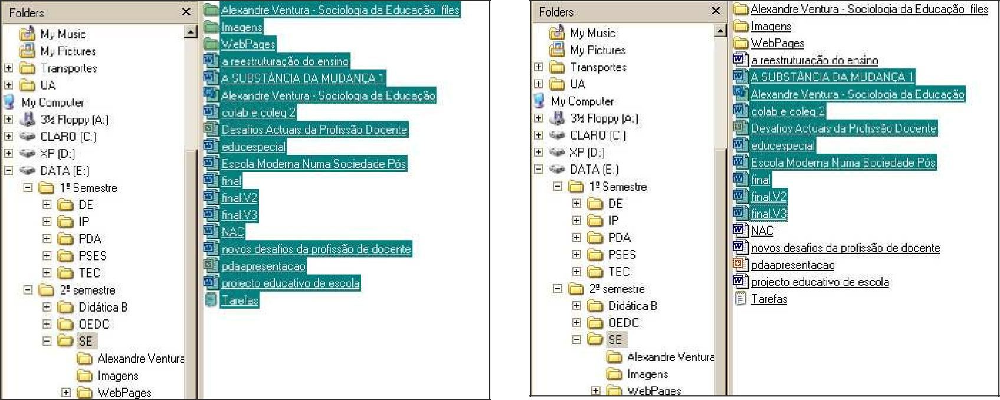 Folders
My Music
My Pictures
Transportes
UA
My Computer
3½ Floppy (A:)
CLARO (C:)
XP (D:)
DATA (E:)
1º Semestre
DE
IP
PDA
PSES
TEC
2º semestre
Didática B
OEDC
SE
Alexandre Ventura
Imagens
WebPages
Alexandre Ventura - Sociologia da Educação_files
Imagens
WebPages
a reestruturação do ensino
A SUBSTÂNCIA DA MUDANÇA 1
Alexandre Ventura - Sociologia da Educação
colab e coleg 2
Desafios Actuais da Profissão Docente
educespecial
Escola Moderna Numa Sociedade Pós
final
final.V2
final.V3
NAC
novos desafios da profissão de docente
pdaapresentacao
projecto educativo de escola
Tarefas
Folders
My Music
My Pictures
Transportes
UA
My Computer
3½ Floppy (A:)
CLARO (C:)
XP (D:)
DATA (E:)
1º Semestre
DE
IP
PDA
PSES
TEC
2º semestre
Didática B
OEDC
SE
Alexandre Ventura
Imagens
WebPages
Alexandre Ventura - Sociologia da Educação_files
Imagens
WebPages
a reestruturação do ensino
A SUBSTÂNCIA DA MUDANÇA 1
Alexandre Ventura - Sociologia da Educação
colab e coleg 2
Desafios Actuais da Profissão Docente
educespecial
Escola Moderna Numa Sociedade Pós
final
final.V2
final.V3
NAC
novos desafios da profissão de docente
pdaapresentacao
projecto educativo de escola
Tarefas